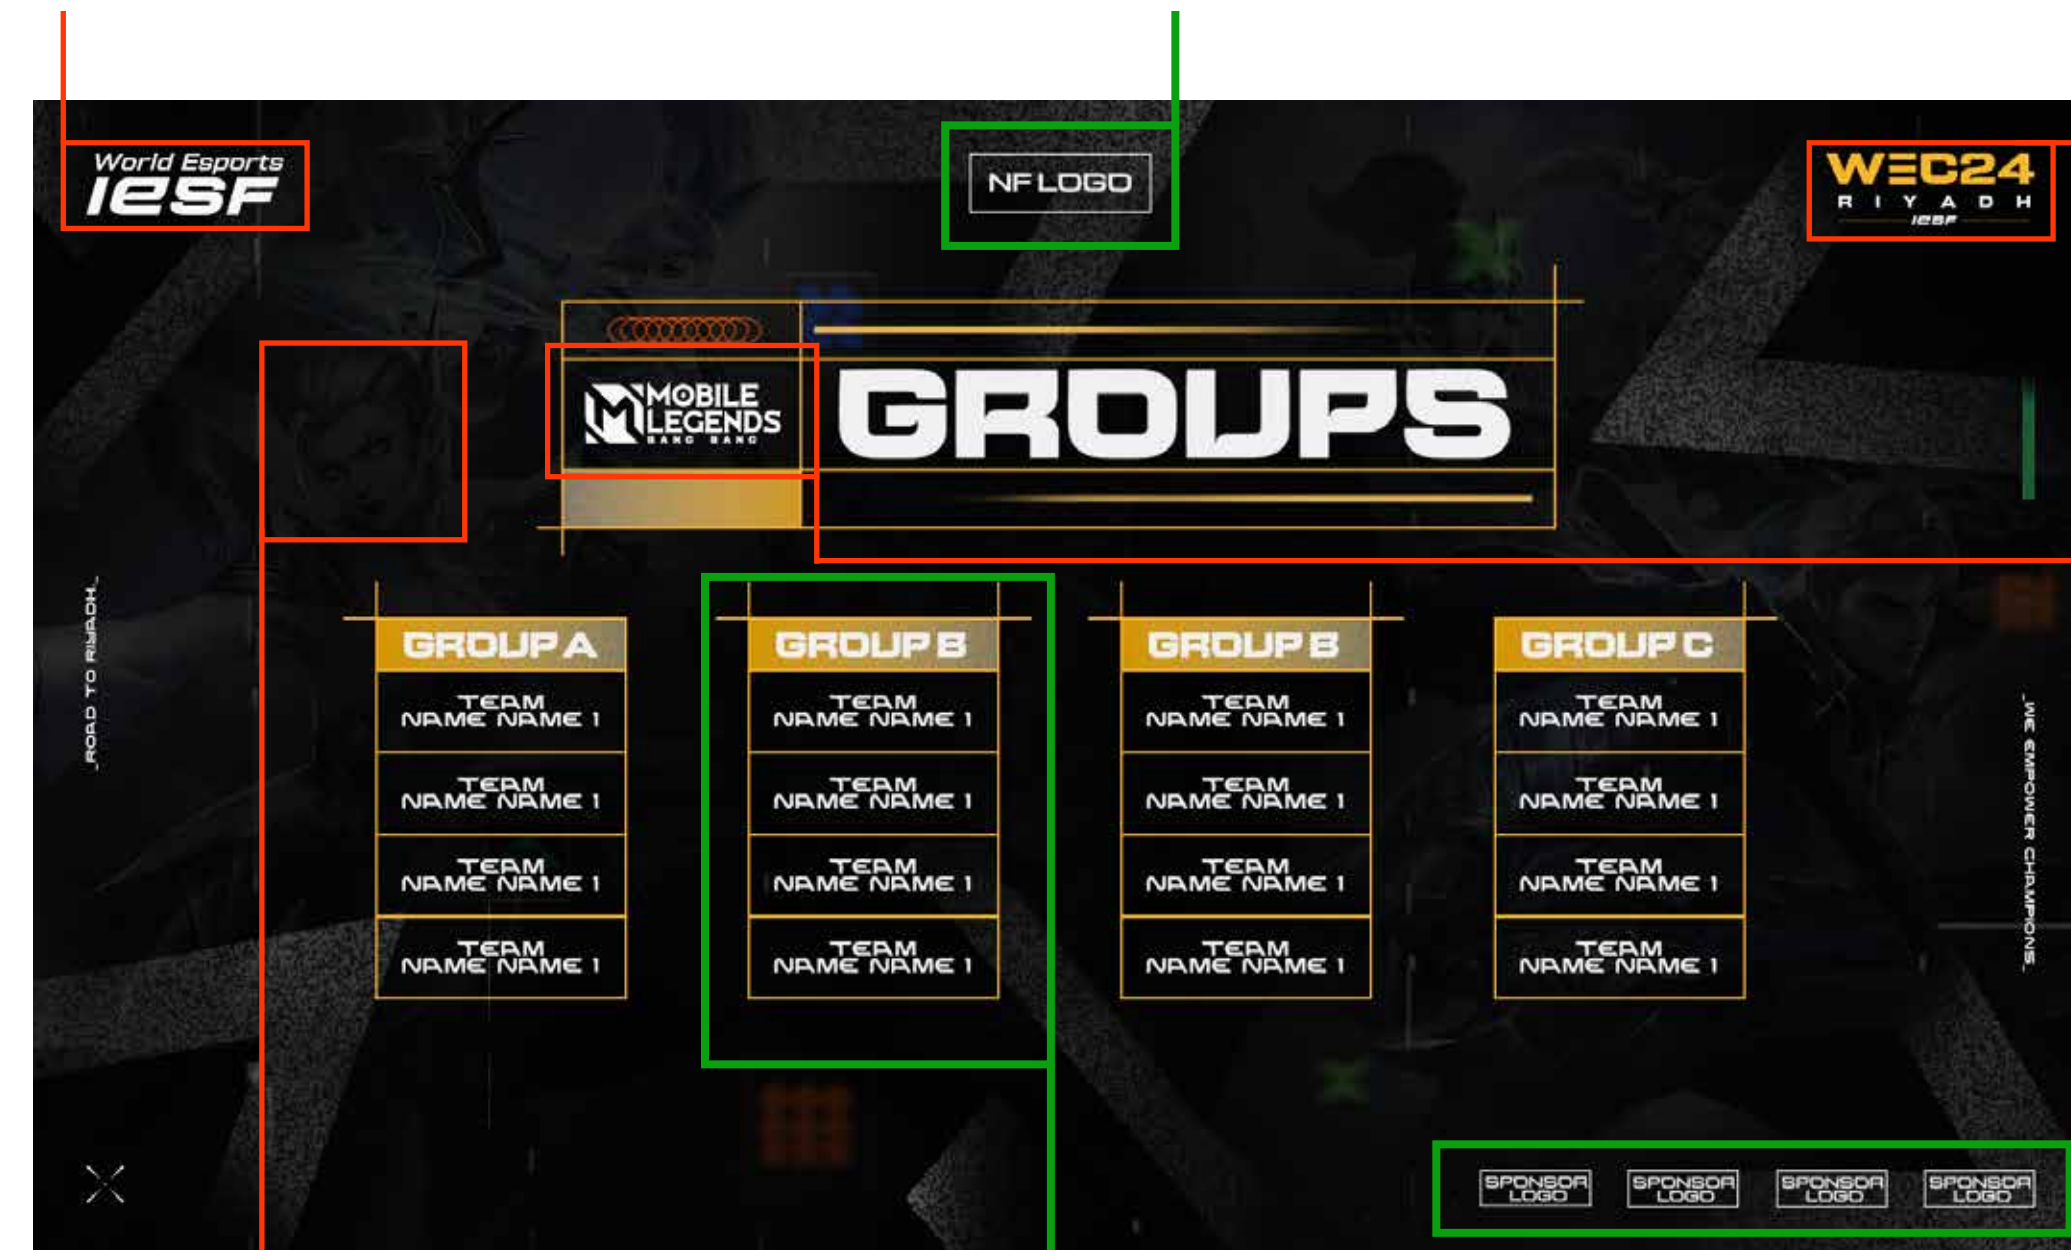 World Esports
IESF
NF LOGO
WEC24
RIYADH
IESF
MOBILE
LEGENDS
BANG BANG
GROUPS
_ROAD TO RIYADH_
GROUP A
TEAM
NAME NAME 1
TEAM
NAME NAME 1
TEAM
NAME NAME 1
TEAM
NAME NAME 1
GROUP B
TEAM
NAME NAME 1
TEAM
NAME NAME 1
TEAM
NAME NAME 1
TEAM
NAME NAME 1
GROUP B
TEAM
NAME NAME 1
TEAM
NAME NAME 1
TEAM
NAME NAME 1
TEAM
NAME NAME 1
GROUP C
TEAM
NAME NAME 1
TEAM
NAME NAME 1
TEAM
NAME NAME 1
TEAM
NAME NAME 1
_WE EMPOWER CHAMPIONS_
SPONSOR
LOGO
SPONSOR
LOGO
SPONSOR
LOGO
SPONSOR
LOGO